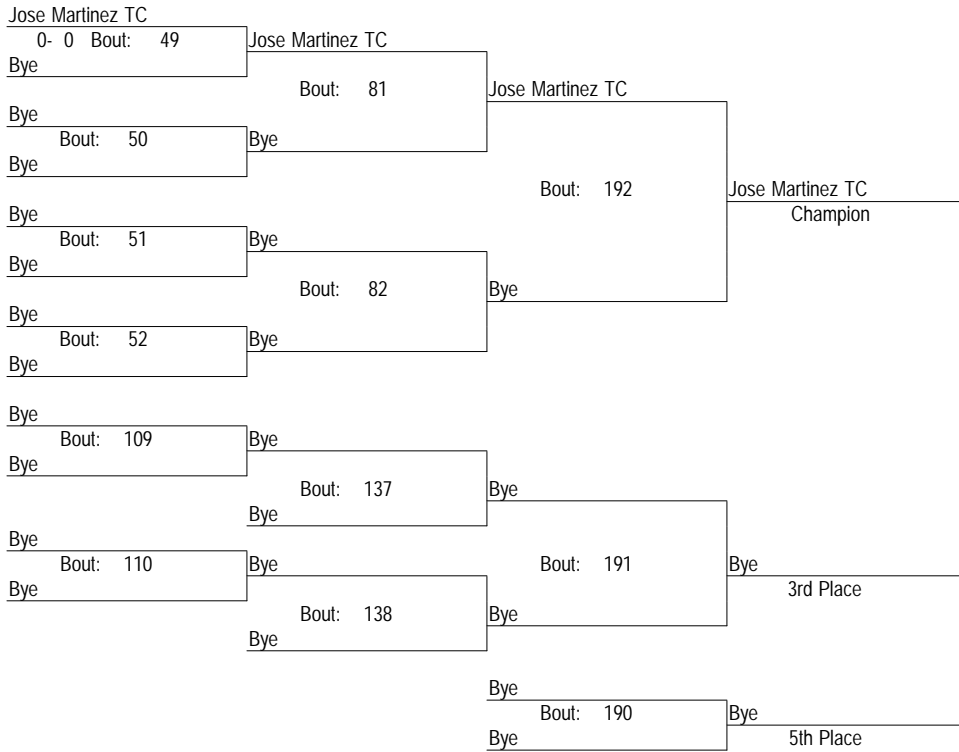 Jose Martinez TC
0- 0 Bout: 49
Jose Martinez TC
Bye
Bout: 81
Jose Martinez TC
Bye
Bout: 50
Bye
Bye
Bout: 192
Jose Martinez TC
Champion
Bye
Bout: 51
Bye
Bye
Bout: 82
Bye
Bye
Bout: 52
Bye
Bye
Bye
Bout: 109
Bye
Bye
Bout: 137
Bye
Bye
Bye
Bout: 110
Bye
Bye
Bout: 191
Bye
3rd Place
Bout: 138
Bye
Bye
Bye
Bout: 190
Bye
Bye
5th Place